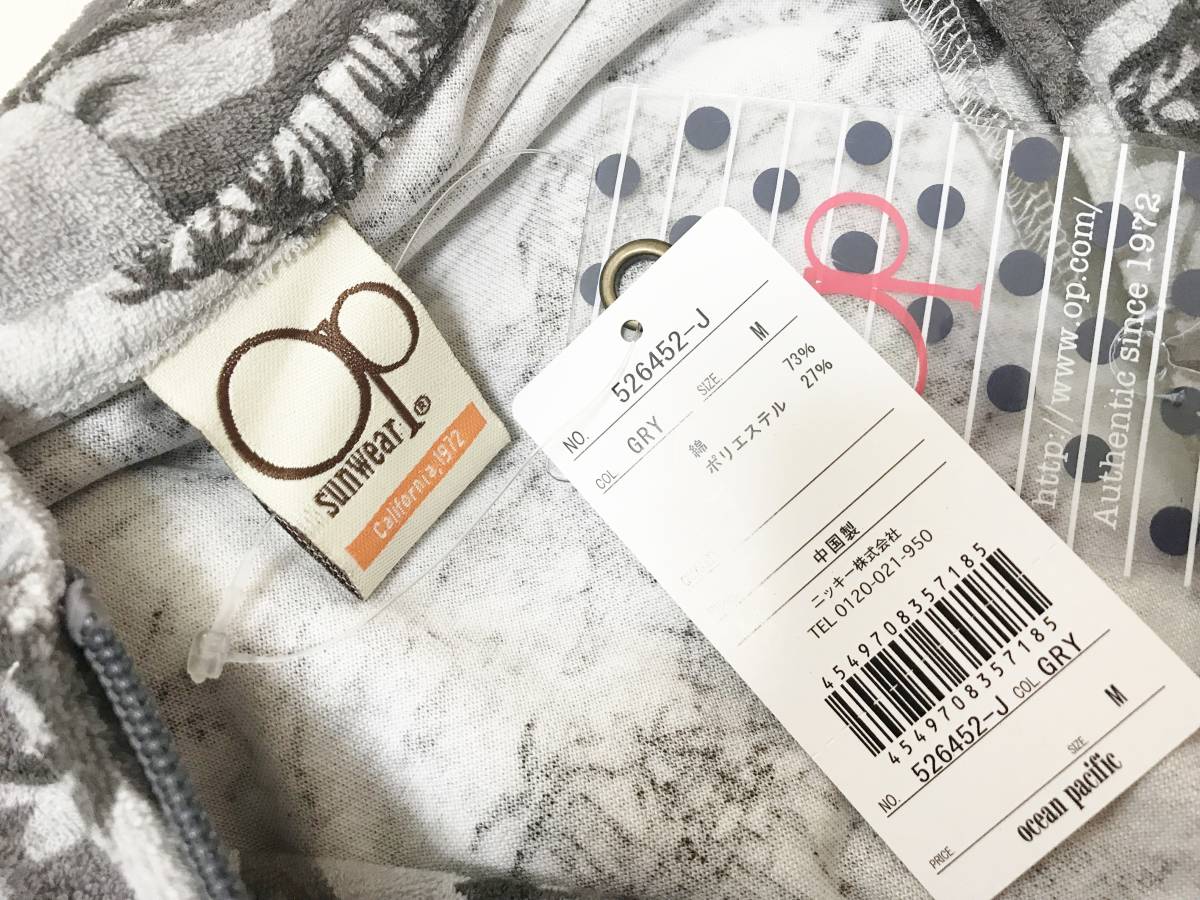 op
sunwear®
California, 1972
NO. 526452-J
COL GRY SIZE M
綿 73%
ポリエステル 27%
中国製
ニッキー株式会社
TEL 0120-021-950
4549708357185
4549708357185
NO. 526452-J COL GRY
SIZE M
PRICE
ocean pacific
op
http://www.op.com/
Authentic since 1972